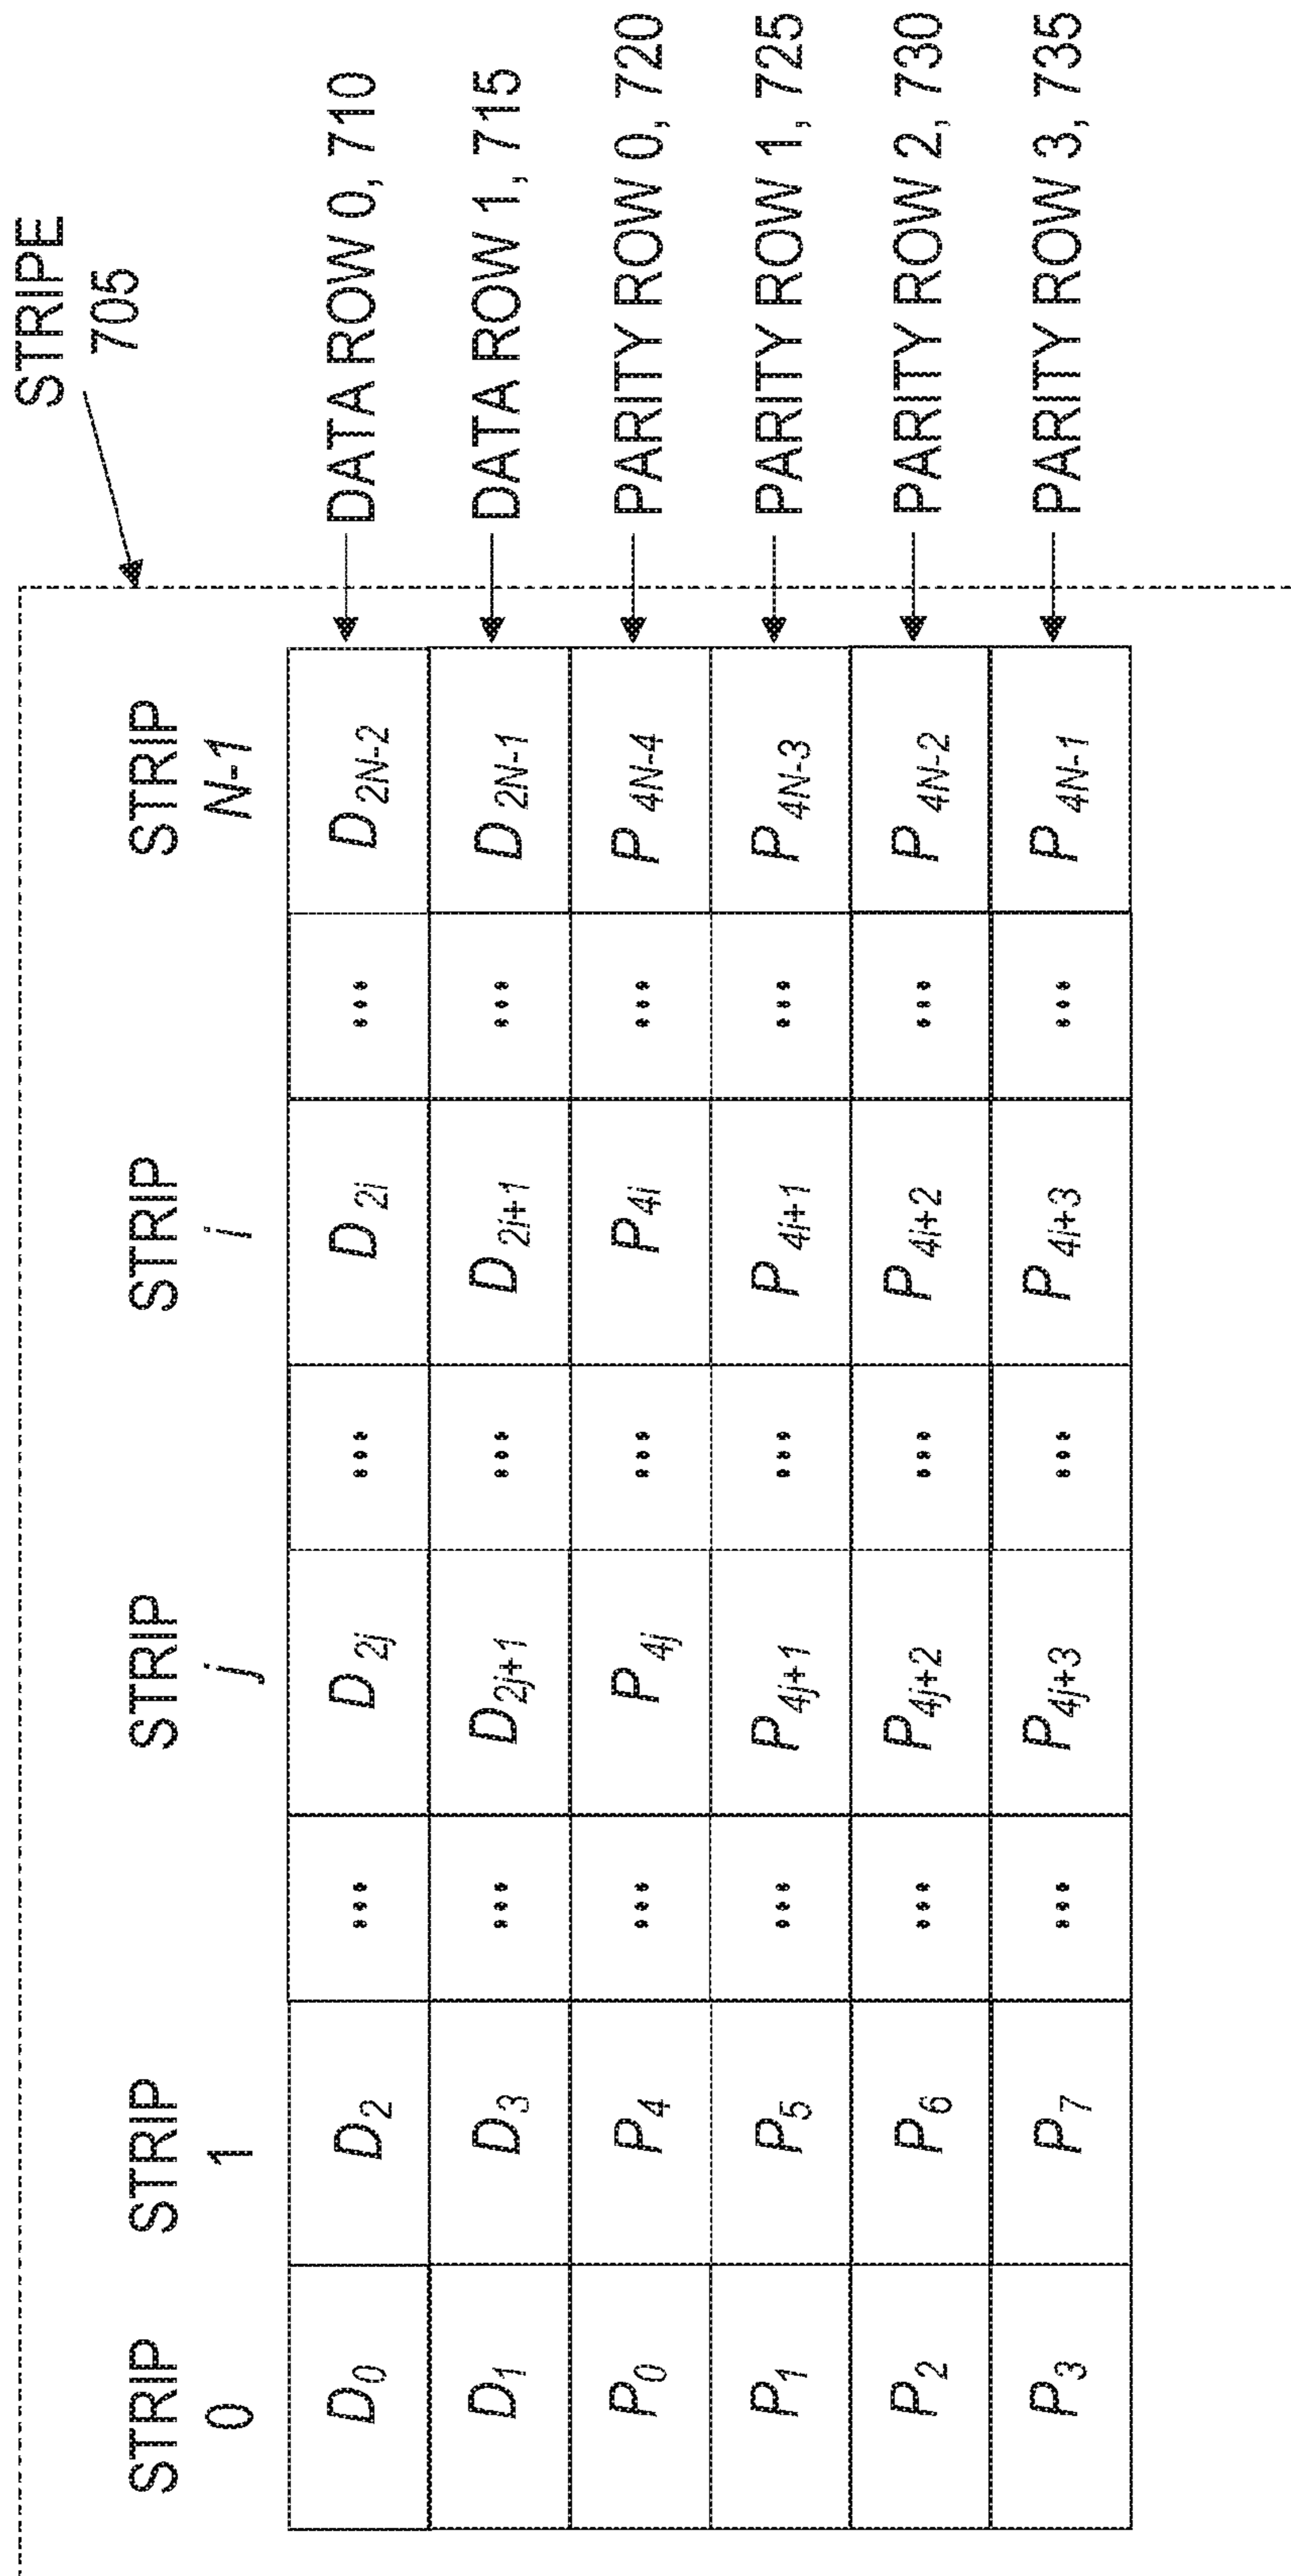 STRIPE
705
STRIP 0 STRIP 1 STRIP j STRIP i STRIP N-1
D0 D2 ... D2j ... D2i ... D2N-2 DATA ROW 0, 710
D1 D3 ... D2j+1 ... D2i+1 ... D2N-1 DATA ROW 1, 715
P0 P4 ... P4j ... P4i ... P4N-4 PARITY ROW 0, 720
P1 P5 ... P4j+1 ... P4i+1 ... P4N-3 PARITY ROW 1, 725
P2 P6 ... P4j+2 ... P4i+2 ... P4N-2 PARITY ROW 2, 730
P3 P7 ... P4j+3 ... P4i+3 ... P4N-1 PARITY ROW 3, 735